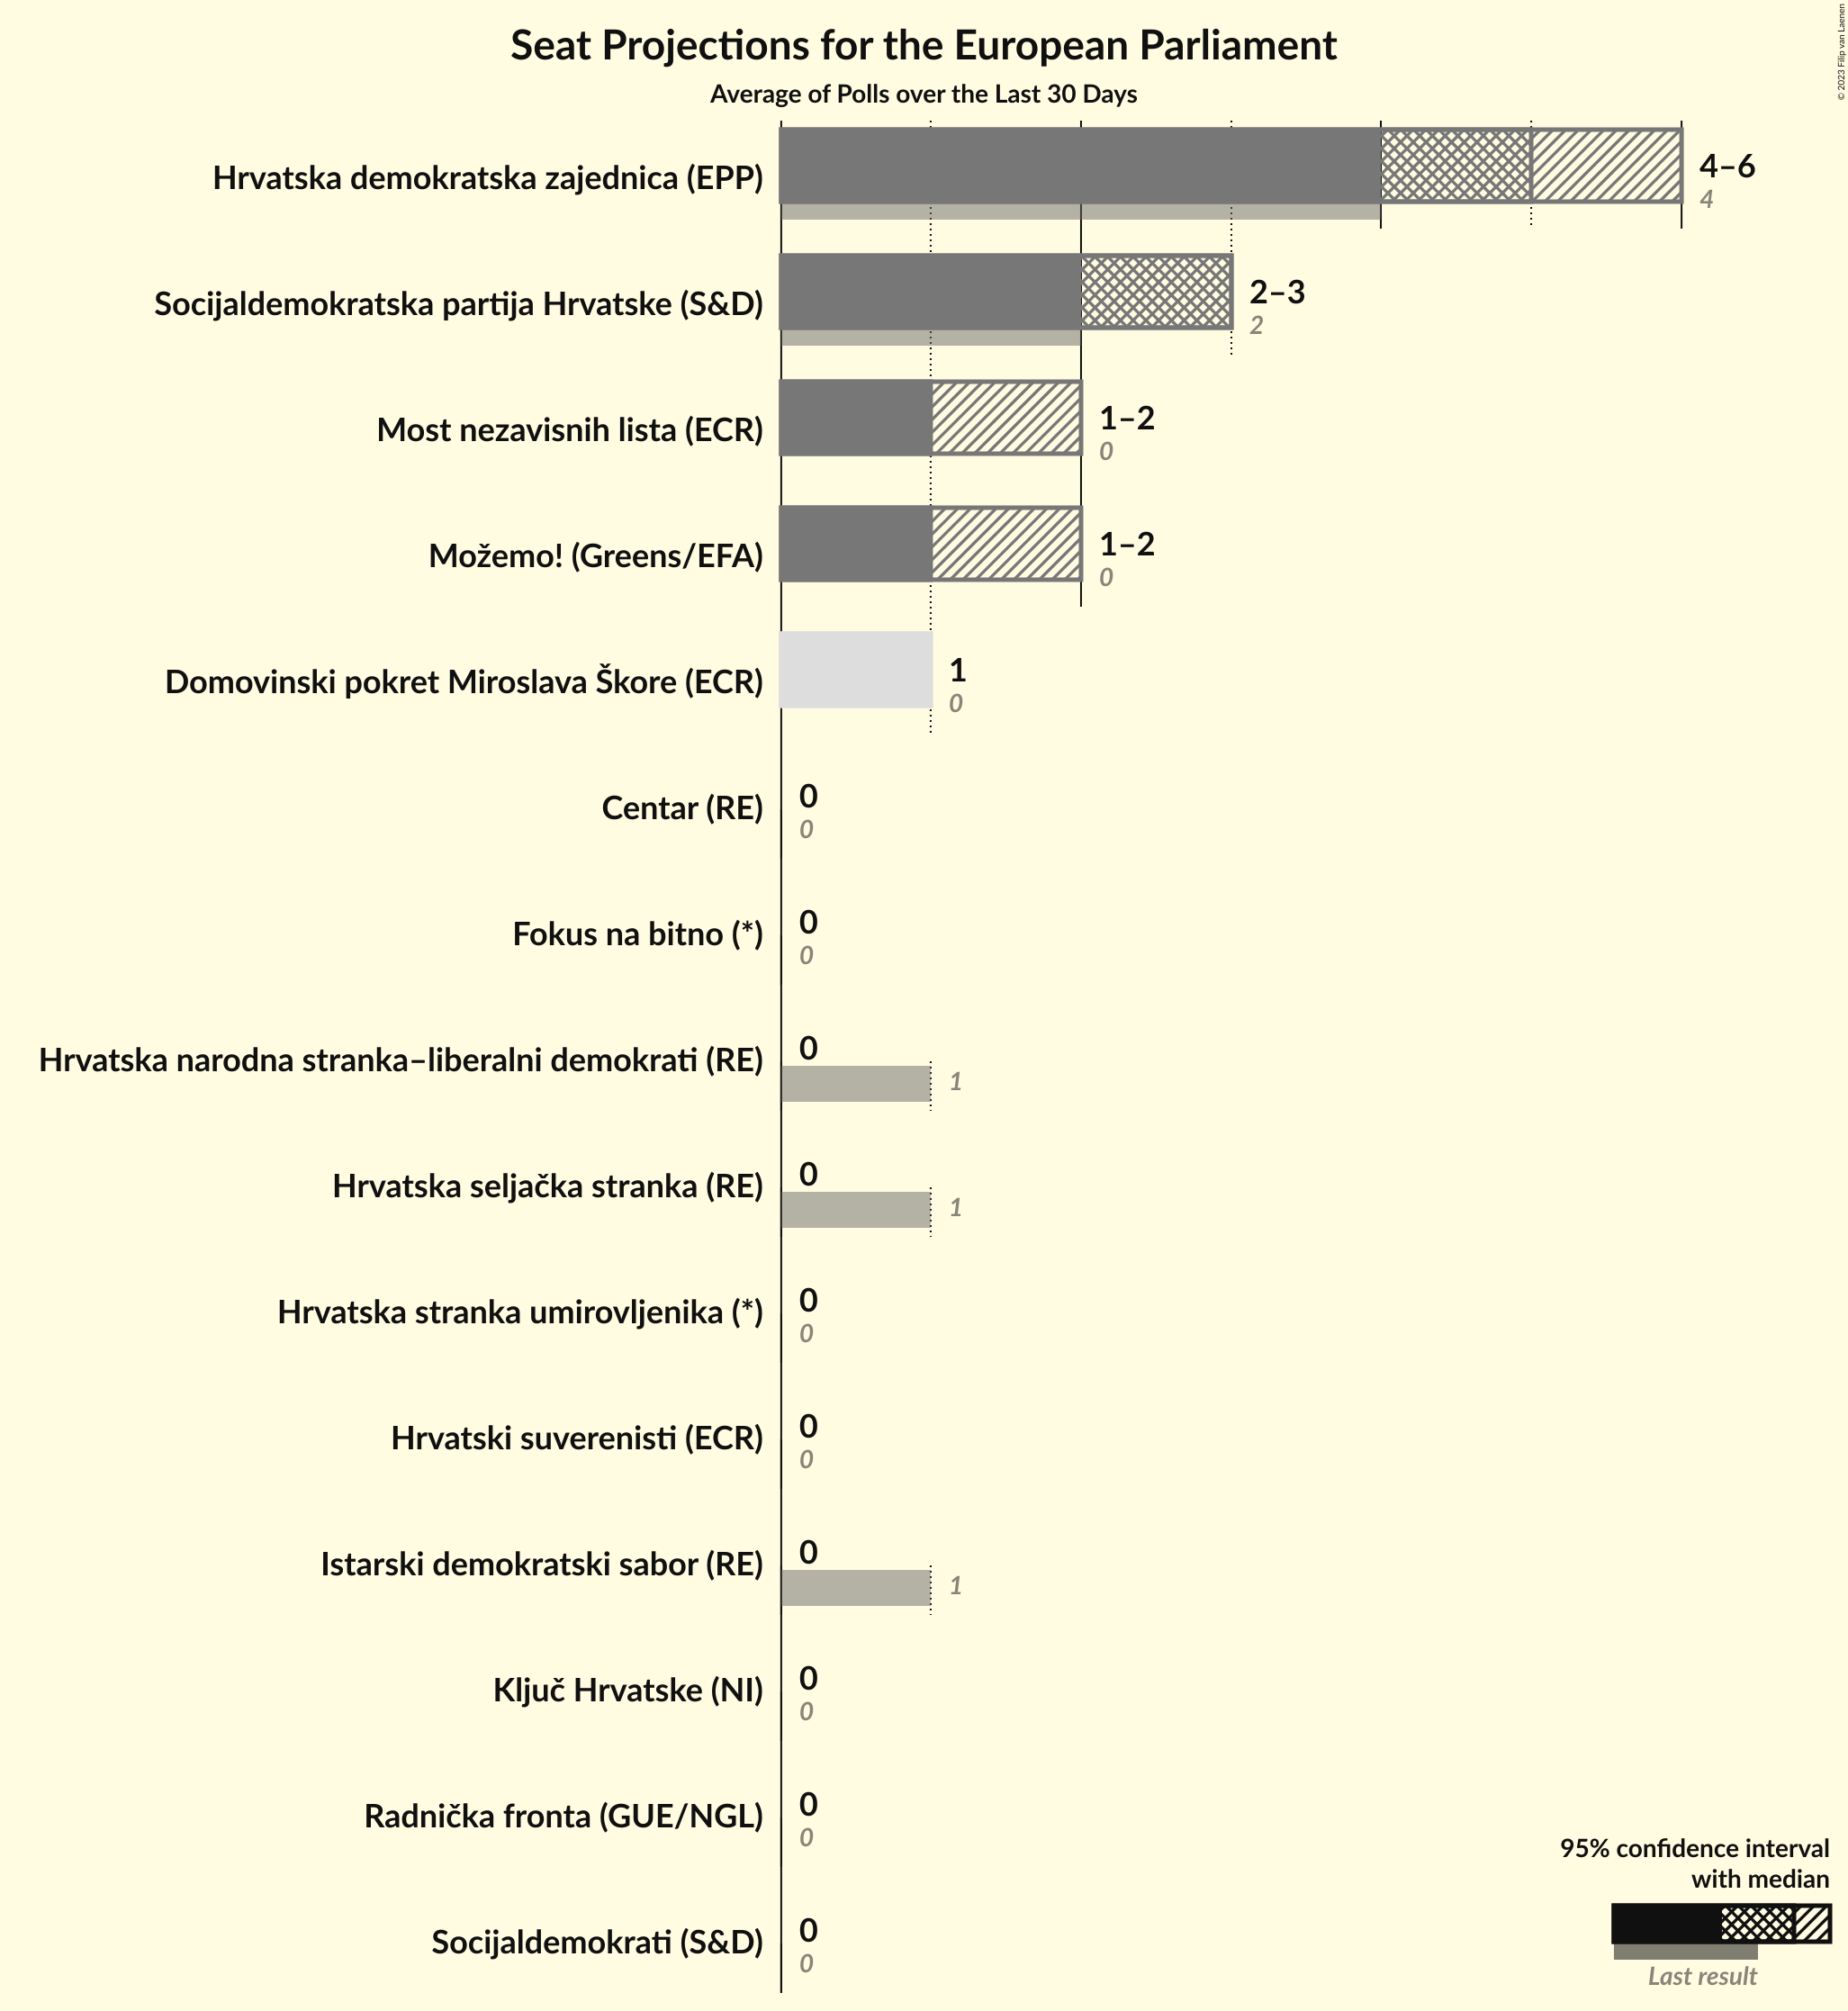 Seat Projections for the European Parliament
Average of Polls over the Last 30 Days
© 2023 Filip van Laenen
Hrvatska demokratska zajednica (EPP)
4–6
4
Socijaldemokratska partija Hrvatske (S&D)
2–3
2
Most nezavisnih lista (ECR)
1–2
0
Možemo! (Greens/EFA)
1–2
0
Domovinski pokret Miroslava Škore (ECR)
1
0
Centar (RE)
0
0
Fokus na bitno (*)
0
0
Hrvatska narodna stranka–liberalni demokrati (RE)
0
1
Hrvatska seljačka stranka (RE)
0
1
Hrvatska stranka umirovljenika (*)
0
0
Hrvatski suverenisti (ECR)
0
0
Istarski demokratski sabor (RE)
0
1
Ključ Hrvatske (NI)
0
0
Radnička fronta (GUE/NGL)
0
0
Socijaldemokrati (S&D)
0
0
95% confidence interval
with median
Last result